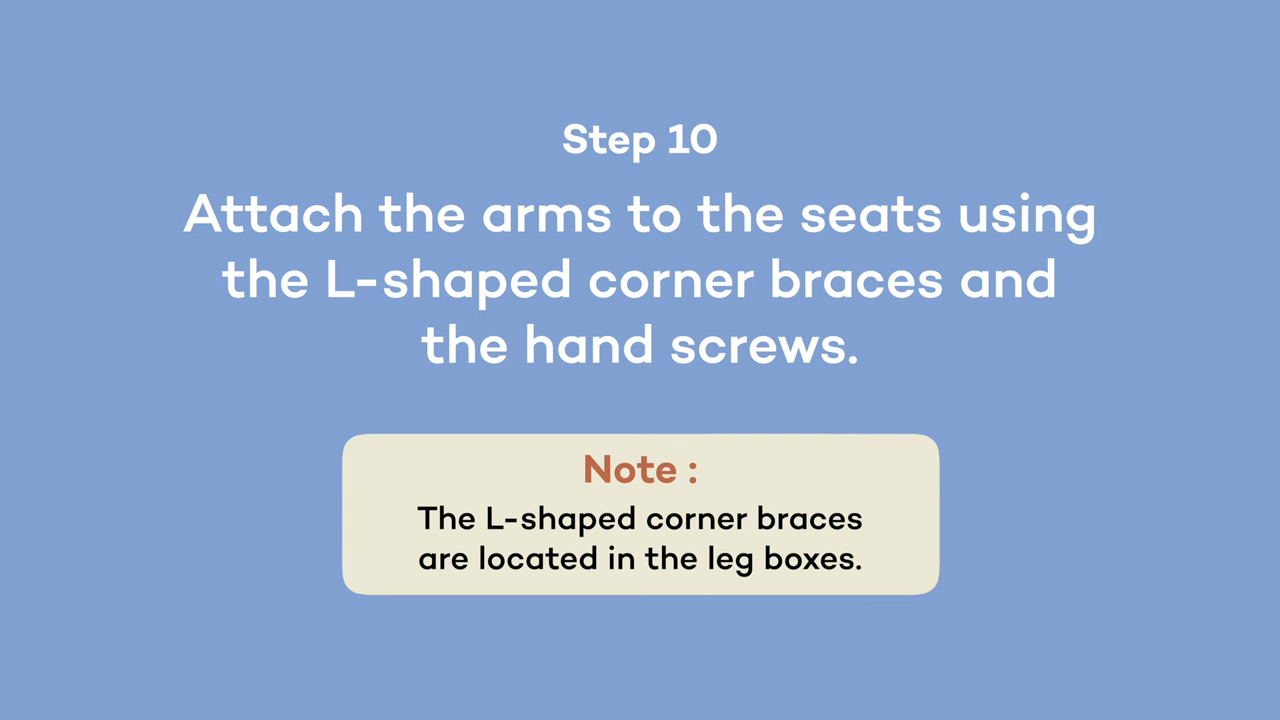 Step 10
Attach the arms to the seats using
the L-shaped corner braces and
the hand screws.
Note :
The L-shaped corner braces
are located in the leg boxes.